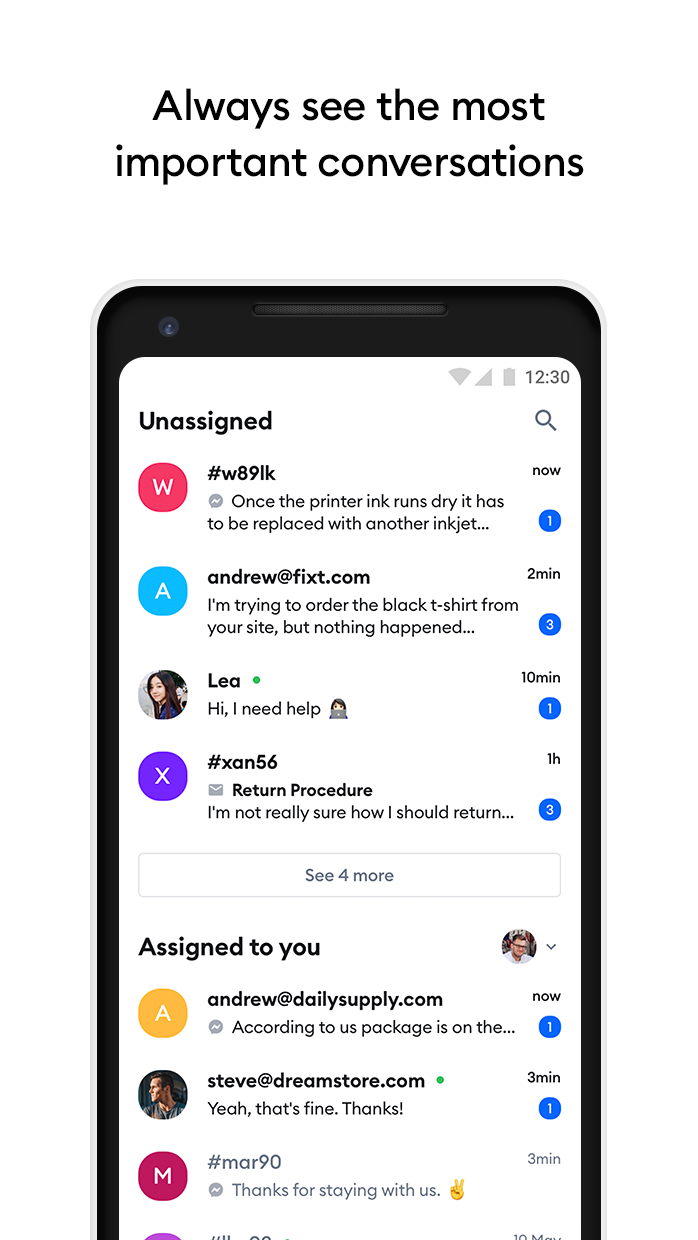 Always see the most
important conversations
12:30
Unassigned
W
#w89lk
now
Once the printer ink runs dry it has
to be replaced with another inkjet...
1
A
andrew@fixt.com
2min
I'm trying to order the black t-shirt from
your site, but nothing happened...
3
Lea
10min
Hi, I need help
1
X
#xan56
1h
Return Procedure
I'm not really sure how I should return...
3
See 4 more
Assigned to you
A
andrew@dailysupply.com
now
According to us package is on the...
1
steve@dreamstore.com
3min
Yeah, that's fine. Thanks!
1
M
#mar90
3min
Thanks for staying with us. ✌
10 May